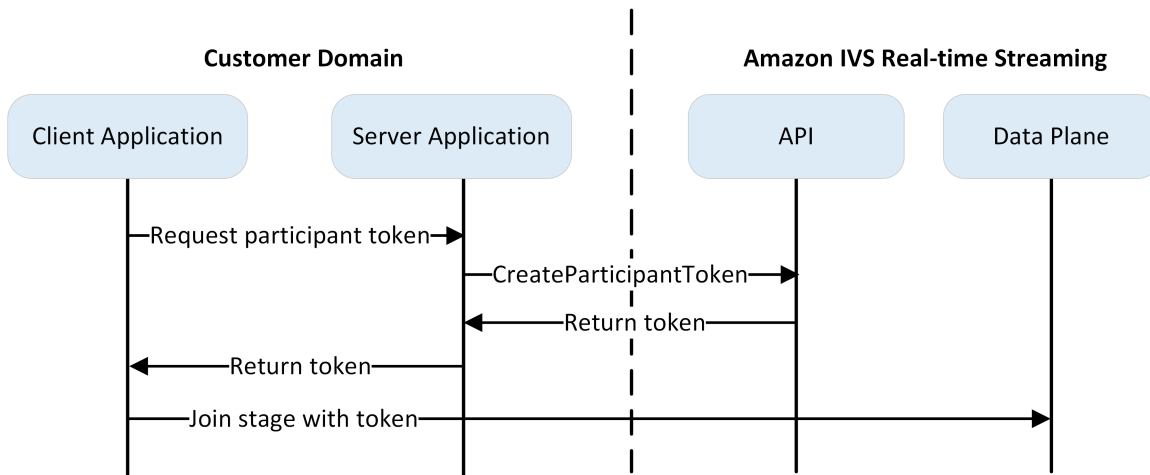 Customer Domain
Amazon IVS Real-time Streaming
Client Application
Server Application
API
Data Plane
Request participant token
CreateParticipantToken
Return token
Return token
Join stage with token